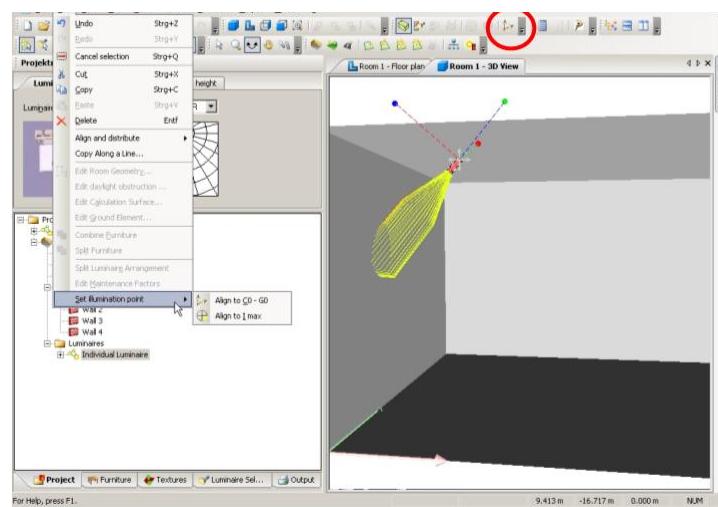 Undo Strg+Z
Redo Strg+Y
Cancel selection Strg+Q
Projekt
Room 1 - Floor plan Room 1 - 3D View
Cut Strg+X
Lumi height
Copy Strg+C
Luminair
Paste Strg+V
Delete Entf
Align and distribute
Copy Along a Line...
Edit Room Geometry...
Edit daylight obstruction ...
Edit Calculation Surface...
Edit Ground Element...
Pro
Combine Furniture
Split Furniture
Split Luminaire Arrangement
Edit Maintenance Factors
Set illumination point Align to C0 - G0
Wall 2 Align to I max
Wall 3
Wall 4
Luminaires
Individual Luminaire
Project Furniture Textures Luminaire Sel... Output
For Help, press F1. 9.413 m -16.717 m 0.000 m NUM